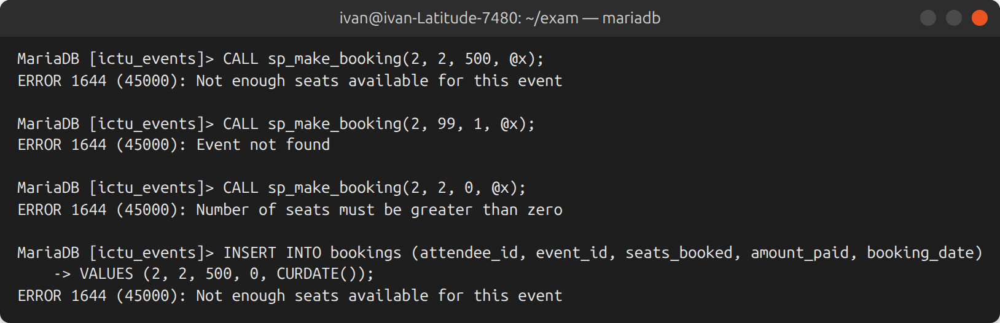 ivan@ivan-Latitude-7480: ~/exam — mariadb
MariaDB [ictu_events]> CALL sp_make_booking(2, 2, 500, @x);
ERROR 1644 (45000): Not enough seats available for this event
MariaDB [ictu_events]> CALL sp_make_booking(2, 99, 1, @x);
ERROR 1644 (45000): Event not found
MariaDB [ictu_events]> CALL sp_make_booking(2, 2, 0, @x);
ERROR 1644 (45000): Number of seats must be greater than zero
MariaDB [ictu_events]> INSERT INTO bookings (attendee_id, event_id, seats_booked, amount_paid, booking_date)
    -> VALUES (2, 2, 500, 0, CURDATE());
ERROR 1644 (45000): Not enough seats available for this event